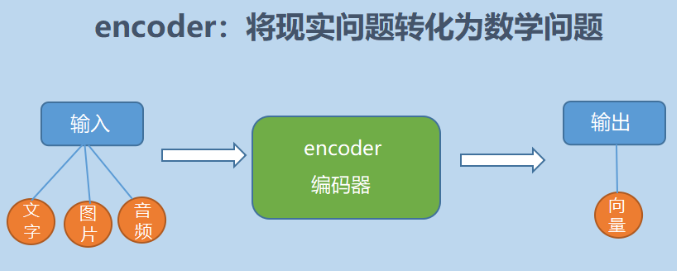 encoder：将现实问题转化为数学问题
输入
encoder
编码器
输出
文
字
图
片
音
频
向
量